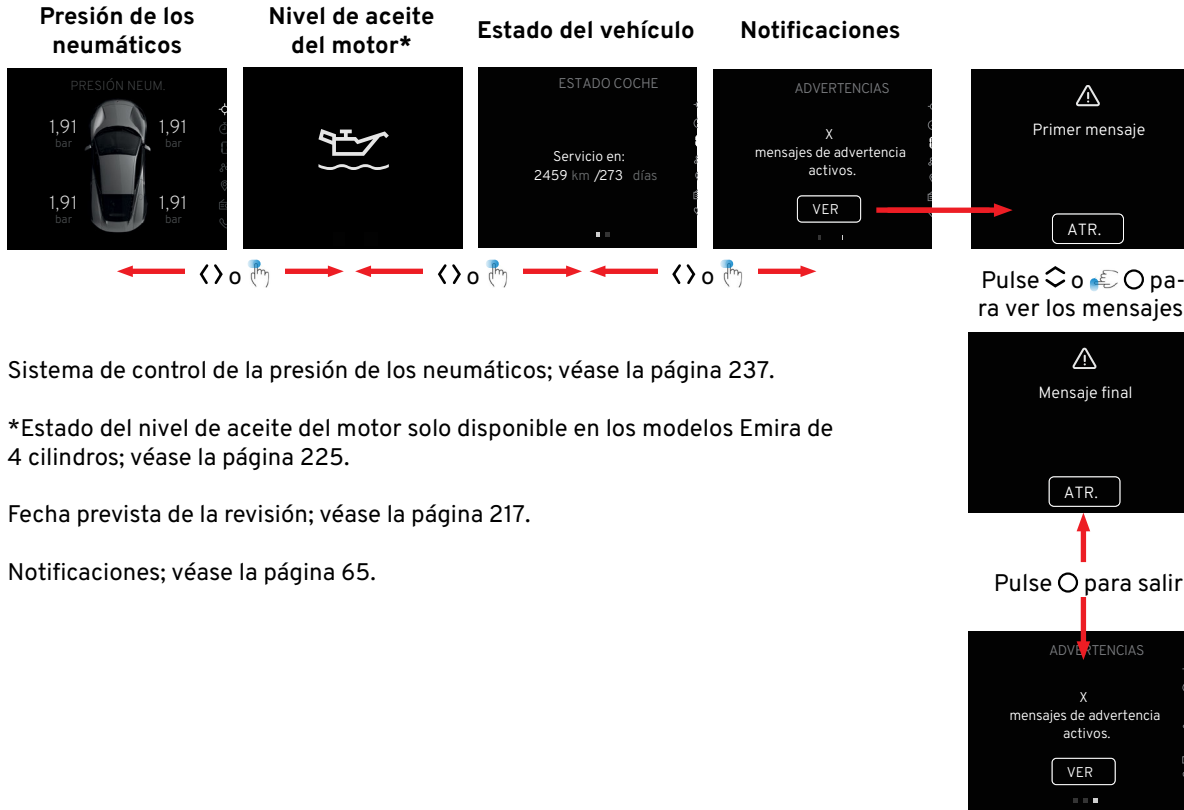 Presión de los
neumáticos
Nivel de aceite
del motor*
Estado del vehículo
Notificaciones
PRESIÓN NEUM.
1,91
bar
1,91
bar
1,91
bar
1,91
bar
ESTADO COCHE
Servicio en:
2459 km /273 días
ADVERTENCIAS
X
mensajes de advertencia
activos.
VER
Primer mensaje
ATR.
o
o
o
Pulse o pa-
ra ver los mensajes
Mensaje final
ATR.
Pulse para salir
ADVERTENCIAS
X
mensajes de advertencia
activos.
VER
Sistema de control de la presión de los neumáticos; véase la página 237.
*Estado del nivel de aceite del motor solo disponible en los modelos Emira de
4 cilindros; véase la página 225.
Fecha prevista de la revisión; véase la página 217.
Notificaciones; véase la página 65.